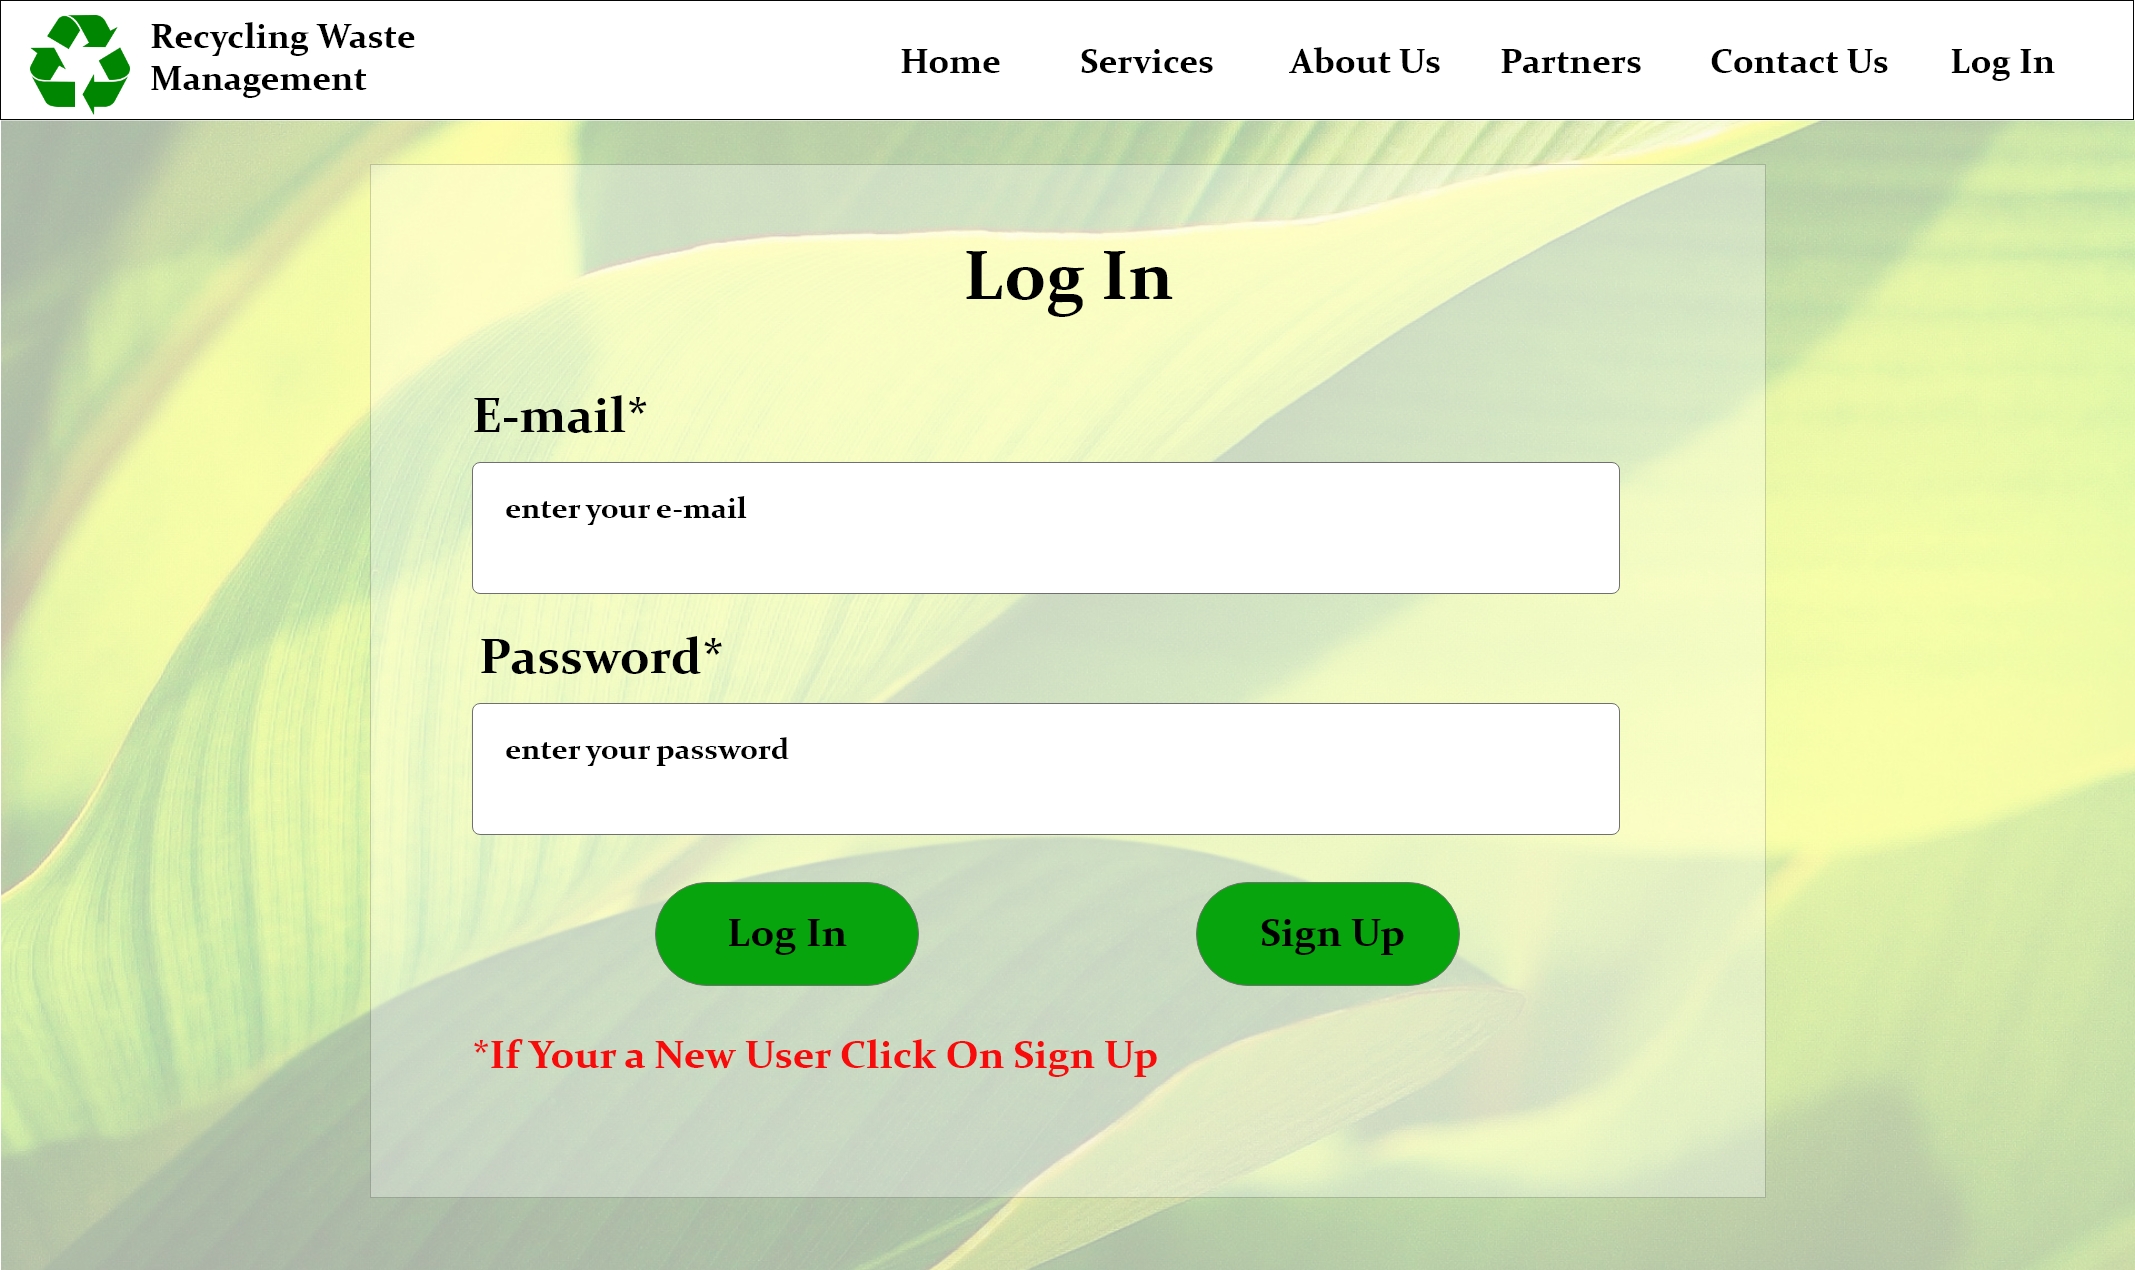 Recycling Waste
Management
Home Services About Us Partners Contact Us Log In
Log In
E-mail*
enter your e-mail
Password*
enter your password
Log In Sign Up
*If Your a New User Click On Sign Up